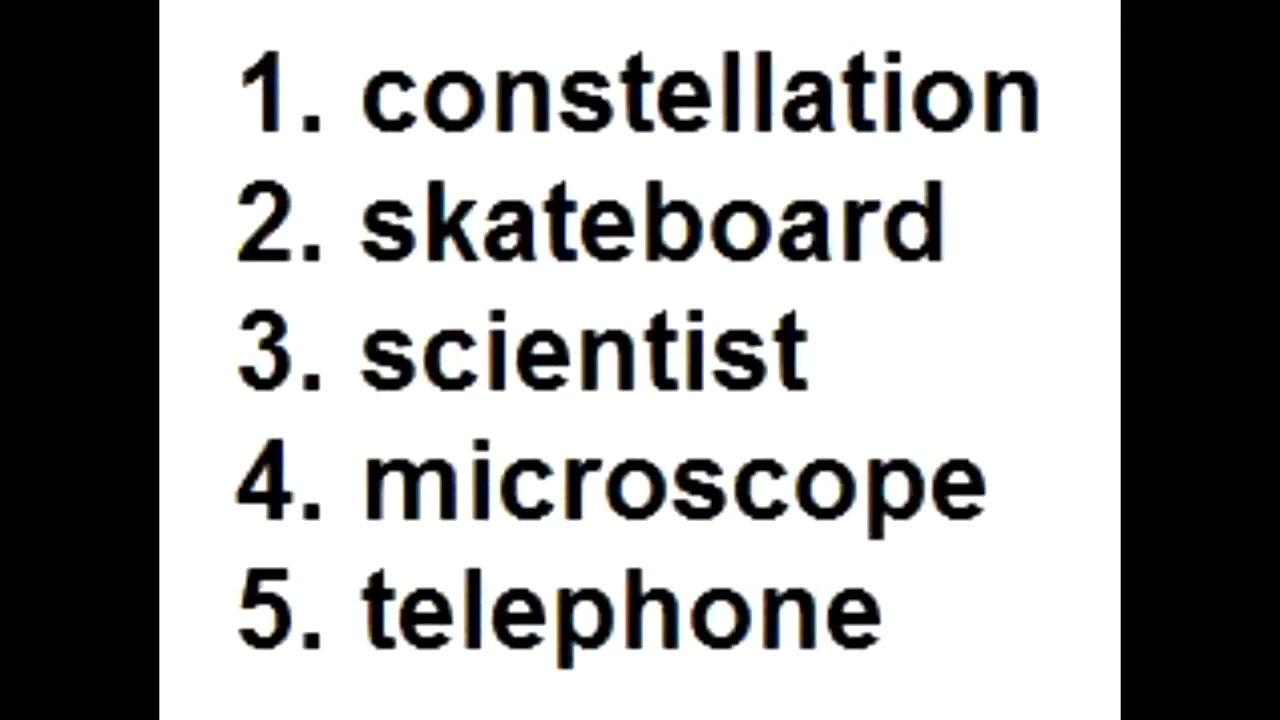 1. constellation
2. skateboard
3. scientist
4. microscope
5. telephone